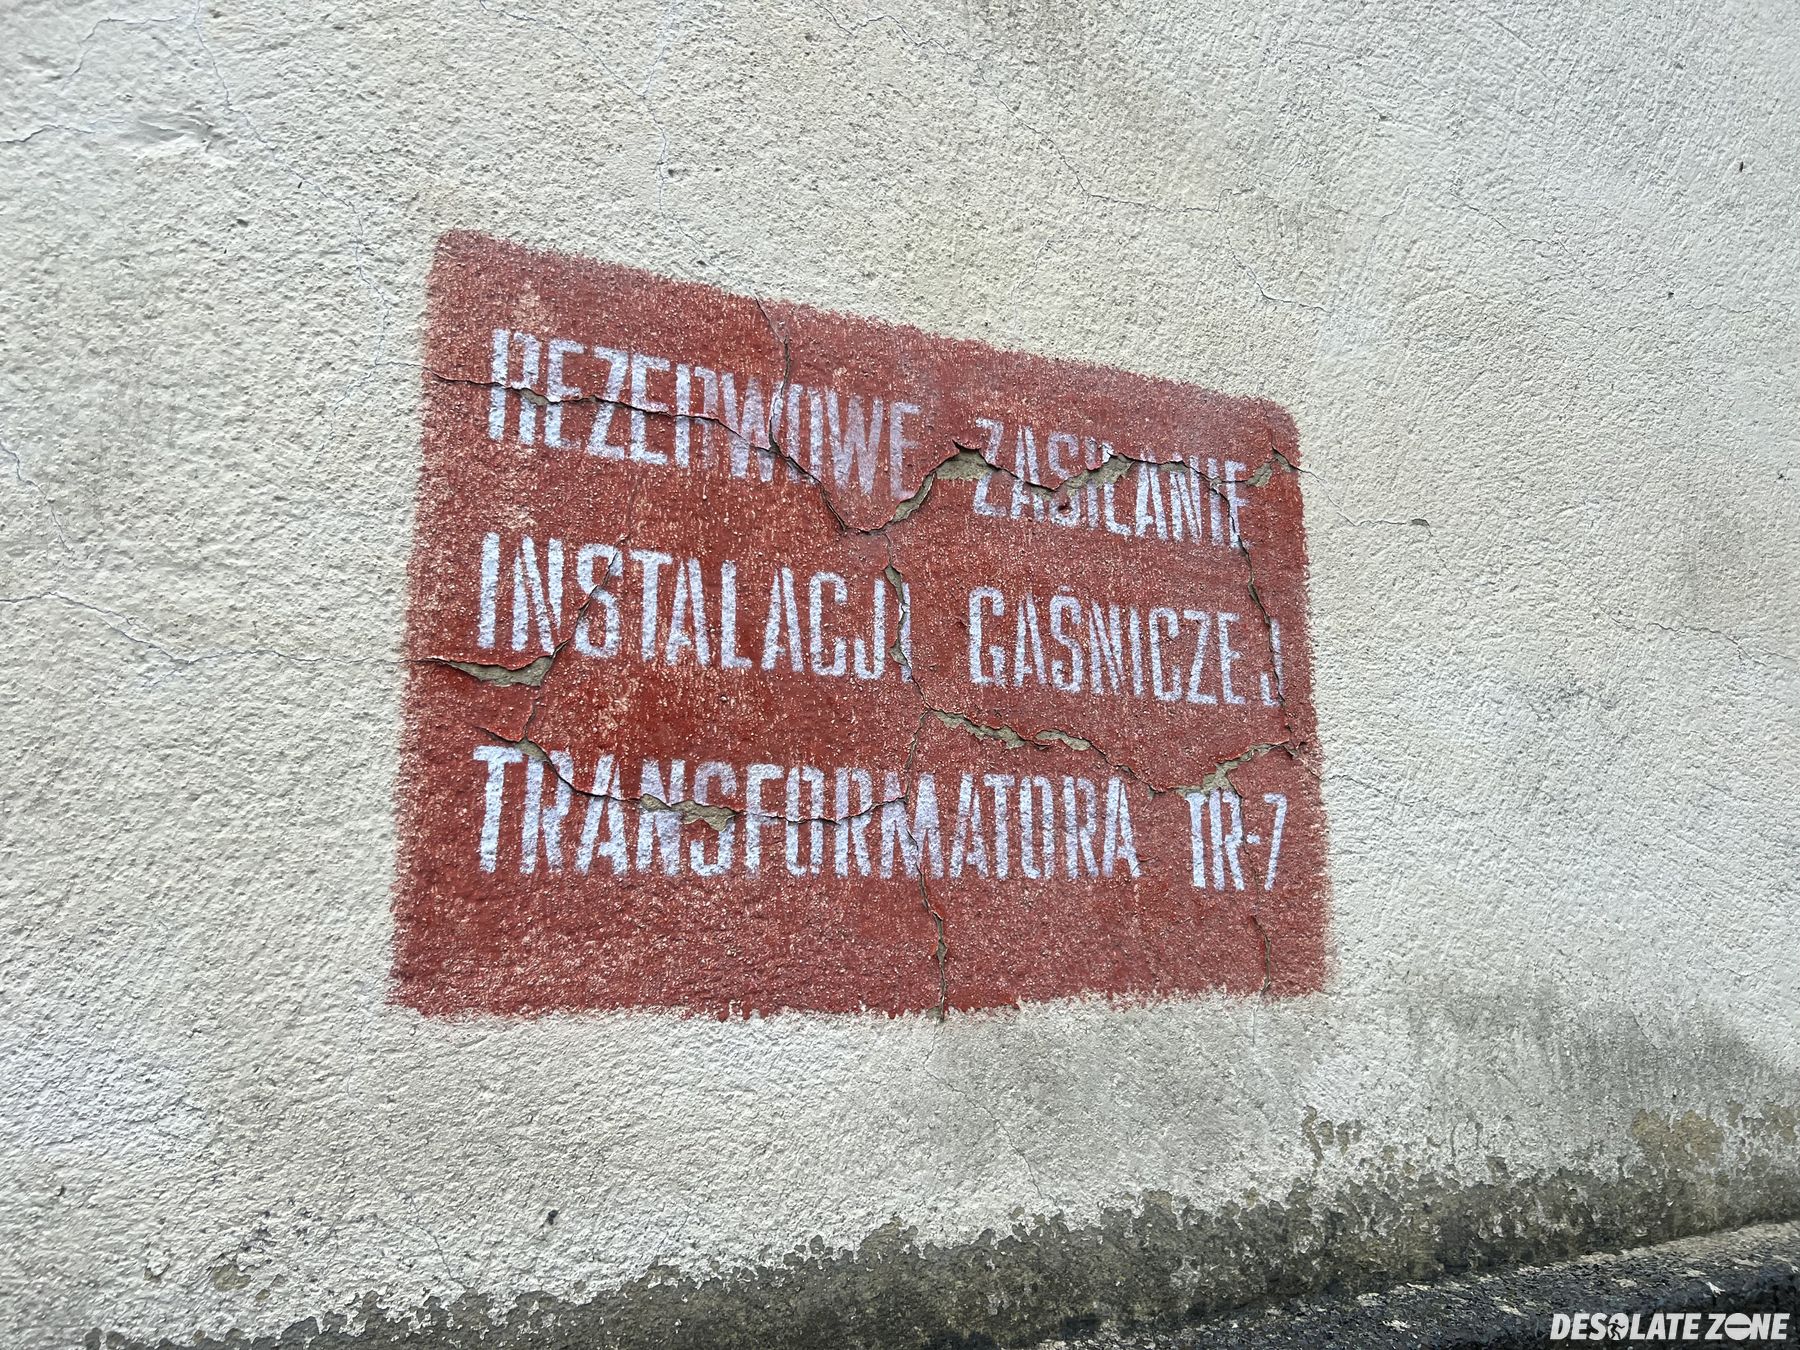 REZERWOWE ZASILANIE
INSTALACJI GAŚNICZEJ
TRANSFORMATORA TR-7
DESOLATE ZONE